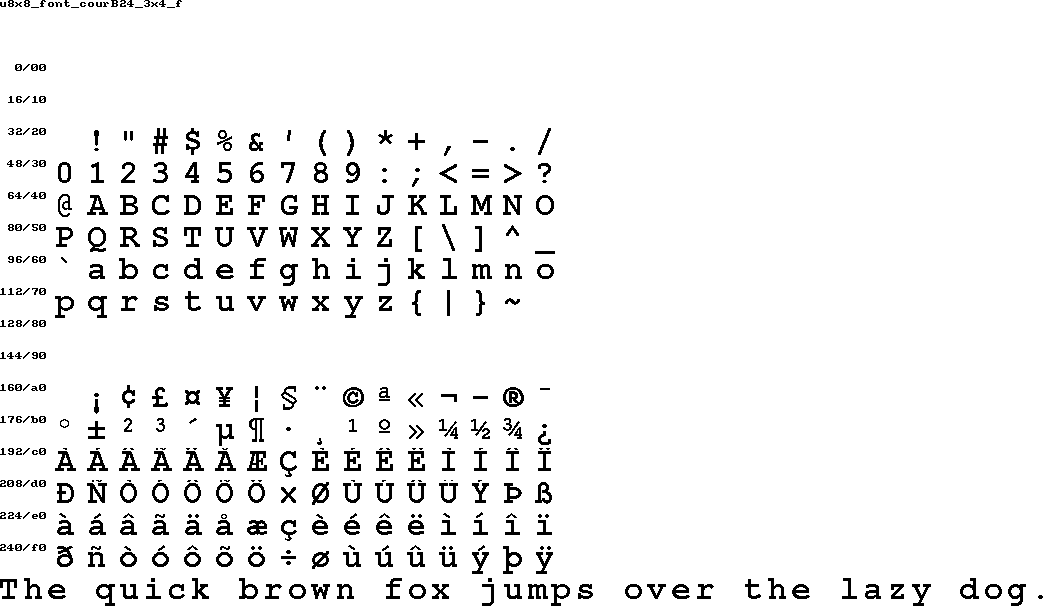 u8x8_font_courB24_3x4_f
0/00
16/10
32/20 ! " # $ % & ' ( ) * + , - . /
48/30 0 1 2 3 4 5 6 7 8 9 : ; < = > ?
64/40 @ A B C D E F G H I J K L M N O
80/50 P Q R S T U V W X Y Z [ \ ] ^ _
96/60 ` a b c d e f g h i j k l m n o
112/70 p q r s t u v w x y z { | } ~
128/80
144/90
160/a0 ¡ ¢ £ ¤ ¥ ¦ § ¨ © ª « ¬ - ® ¯
176/b0 ° ± ² ³ ´ µ ¶ · ¸ ¹ º » ¼ ½ ¾ ¿
192/c0 À Á Â Ã Ä Å Æ Ç È É Ê Ë Ì Í Î Ï
208/d0 Ð Ñ Ò Ó Ô Õ Ö × Ø Ù Ú Û Ü Ý Þ ß
224/e0 à á â ã ä å æ ç è é ê ë ì í î ï
240/f0 ð ñ ò ó ô õ ö ÷ ø ù ú û ü ý þ ÿ
The quick brown fox jumps over the lazy dog.